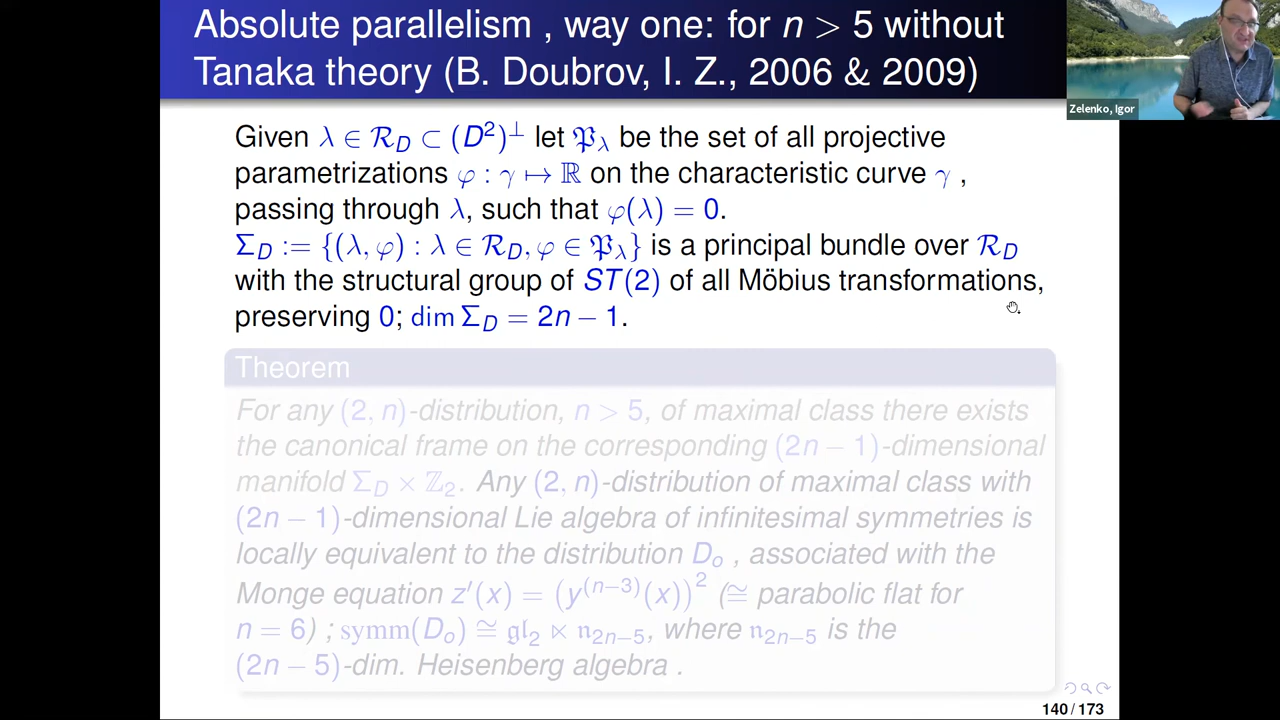 Absolute parallelism , way one: for n > 5 without
Tanaka theory (B. Doubrov, I. Z., 2006 & 2009)
Zelenko, Igor
Given λ ∈ ℛ_D ⊂ (D²)^⊥ let 𝔓_λ be the set of all projective
parametrizations φ : γ ↦ ℝ on the characteristic curve γ ,
passing through λ, such that φ(λ) = 0.
Σ_D := {(λ, φ) : λ ∈ ℛ_D, φ ∈ 𝔓_λ} is a principal bundle over ℛ_D
with the structural group of ST(2) of all Möbius transformations,
preserving 0; dim Σ_D = 2n − 1.
Theorem
For any (2, n)-distribution, n > 5, of maximal class there exists
the canonical frame on the corresponding (2n − 1)-dimensional
manifold Σ_D × ℤ₂. Any (2, n)-distribution of maximal class with
(2n − 1)-dimensional Lie algebra of infinitesimal symmetries is
locally equivalent to the distribution D_o , associated with the
Monge equation z′(x) = (y^(n−3)(x))² (≅ parabolic flat for
n = 6) ; symm(D_o) ≅ 𝔤𝔩₂ ⋉ 𝔫_{2n−5}, where 𝔫_{2n−5} is the
(2n − 5)-dim. Heisenberg algebra .
140 / 173